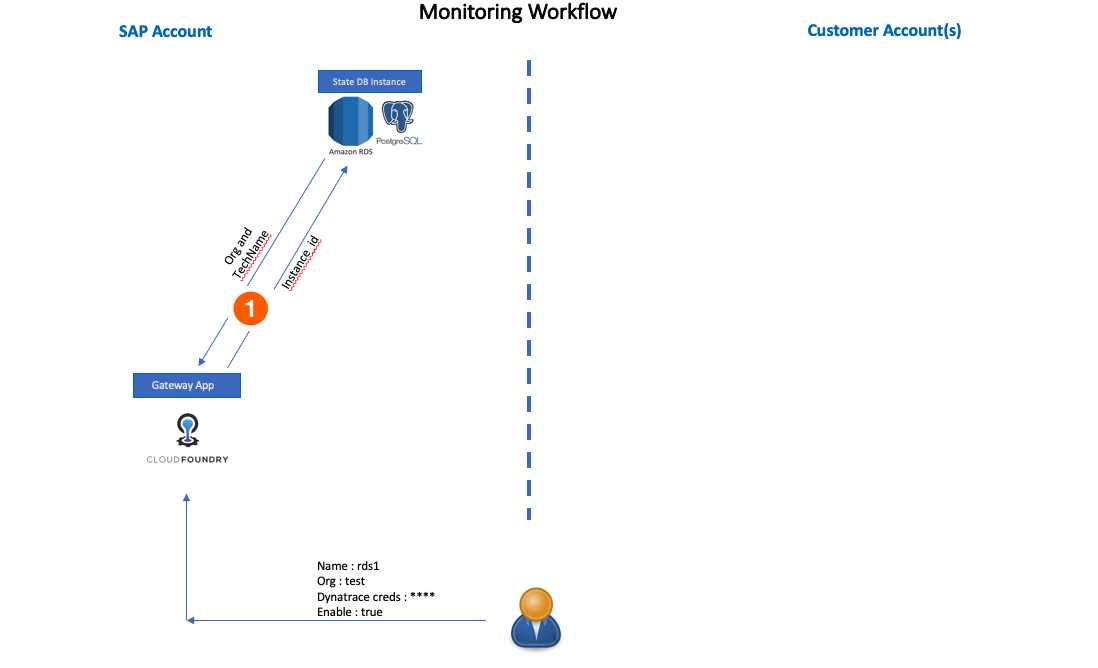 Monitoring Workflow
SAP Account
Customer Account(s)
State DB Instance
Amazon RDS
PostgreSQL
Org and
TechName
Instance_id
1
Gateway App
CLOUDFOUNDRY
Name : rds1
Org : test
Dynatrace creds : ****
Enable : true